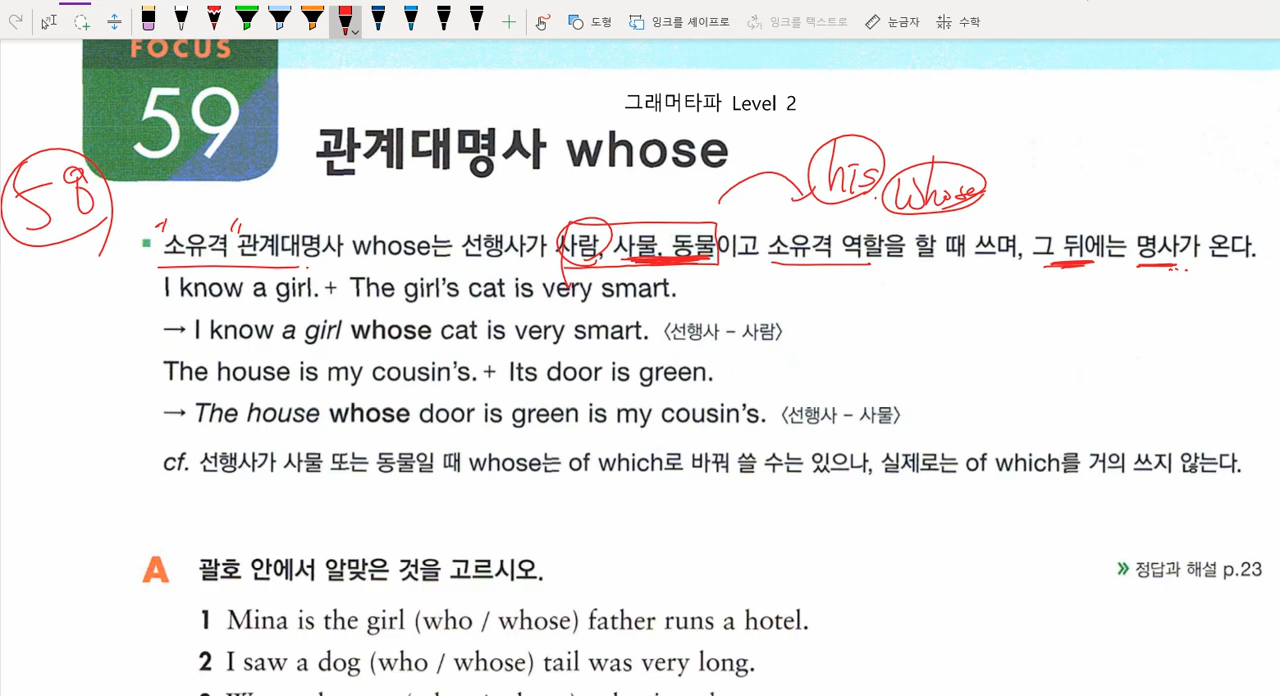 도형
잉크를 셰이프로
잉크를 텍스트로
눈금자
수학
FOCUS
59
그래머타파 Level 2
관계대명사 whose
his
whose
58
소유격 관계대명사 whose는 선행사가 사람, 사물, 동물이고 소유격 역할을 할 때 쓰며, 그 뒤에는 명사가 온다.
I know a girl. + The girl's cat is very smart.
→ I know a girl whose cat is very smart. 〈선행사 – 사람〉
The house is my cousin's. + Its door is green.
→ The house whose door is green is my cousin's. 〈선행사 – 사물〉
cf. 선행사가 사물 또는 동물일 때 whose는 of which로 바꿔 쓸 수는 있으나, 실제로는 of which를 거의 쓰지 않는다.
A 괄호 안에서 알맞은 것을 고르시오.
» 정답과 해설 p.23
1 Mina is the girl (who / whose) father runs a hotel.
2 I saw a dog (who / whose) tail was very long.